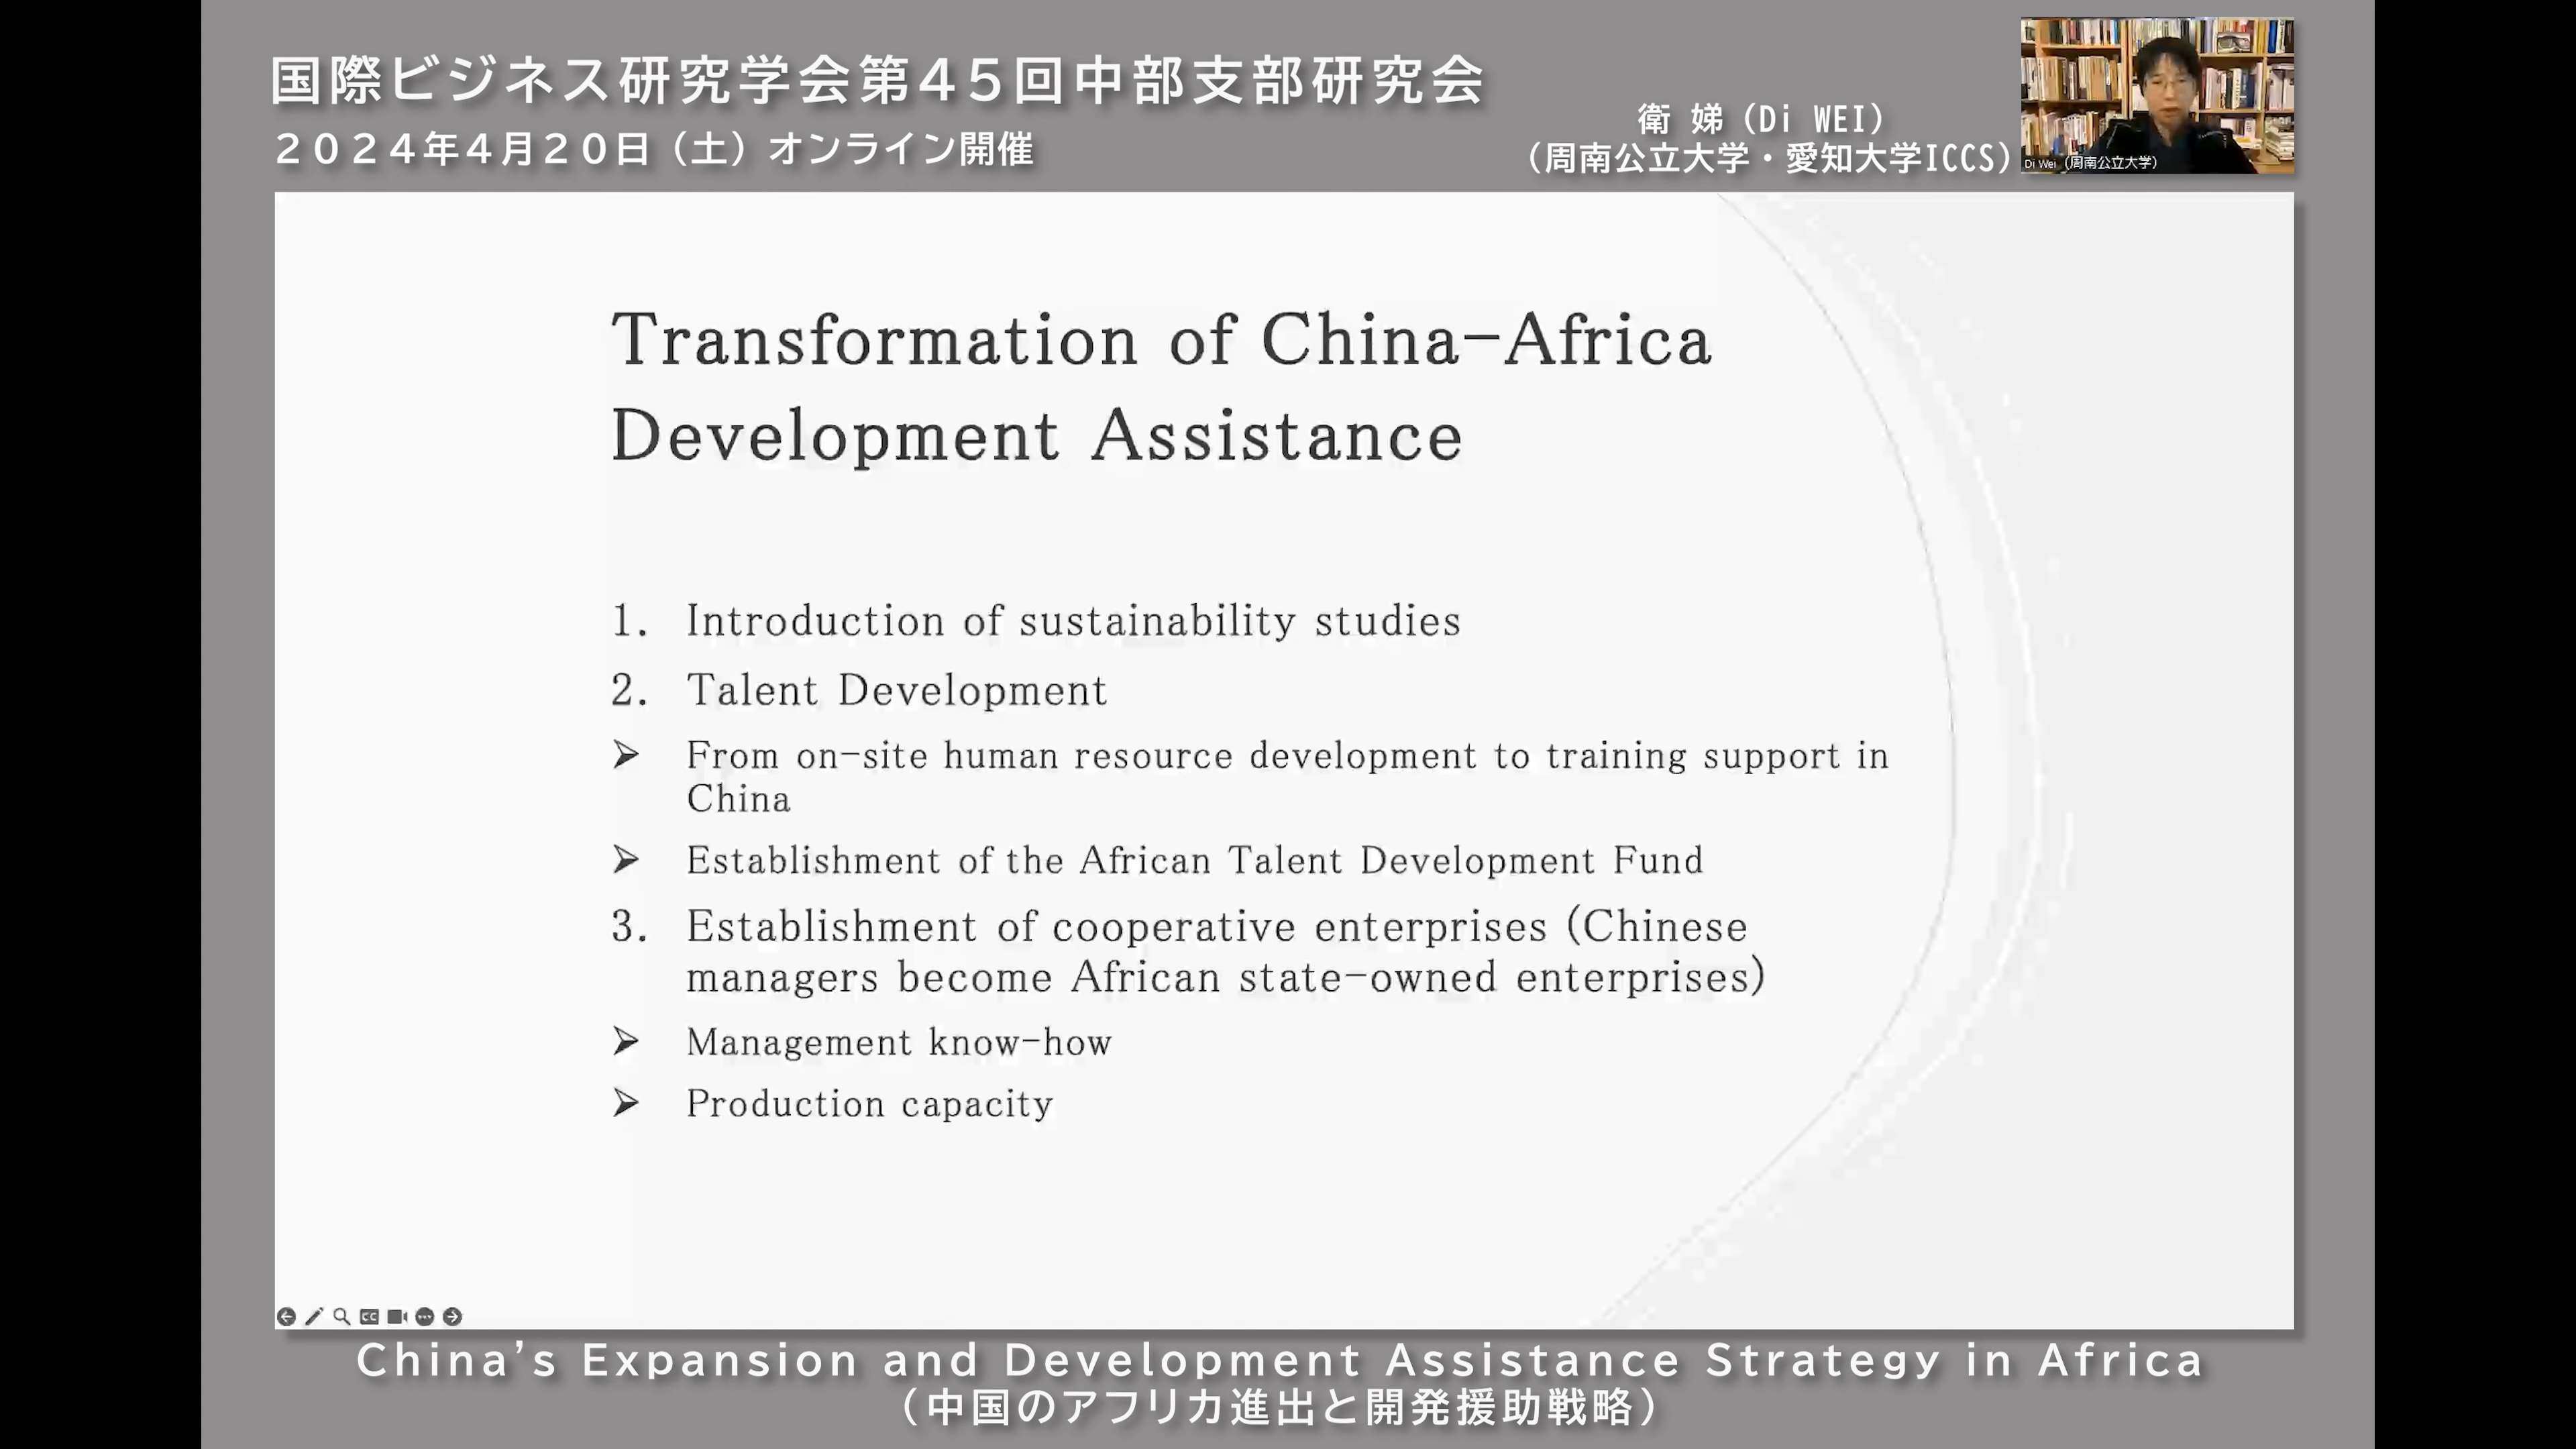 国際ビジネス研究学会第45回中部支部研究会
２０２４年４月２０日（土）オンライン開催
衛 娣（Di WEI）
（周南公立大学・愛知大学ICCS）
Di Wei（周南公立大学）
Transformation of China-Africa
Development Assistance
1. Introduction of sustainability studies
2. Talent Development
➢ From on-site human resource development to training support in
China
➢ Establishment of the African Talent Development Fund
3. Establishment of cooperative enterprises (Chinese
managers become African state-owned enterprises)
➢ Management know-how
➢ Production capacity
CC
China’s Expansion and Development Assistance Strategy in Africa
（中国のアフリカ進出と開発援助戦略）